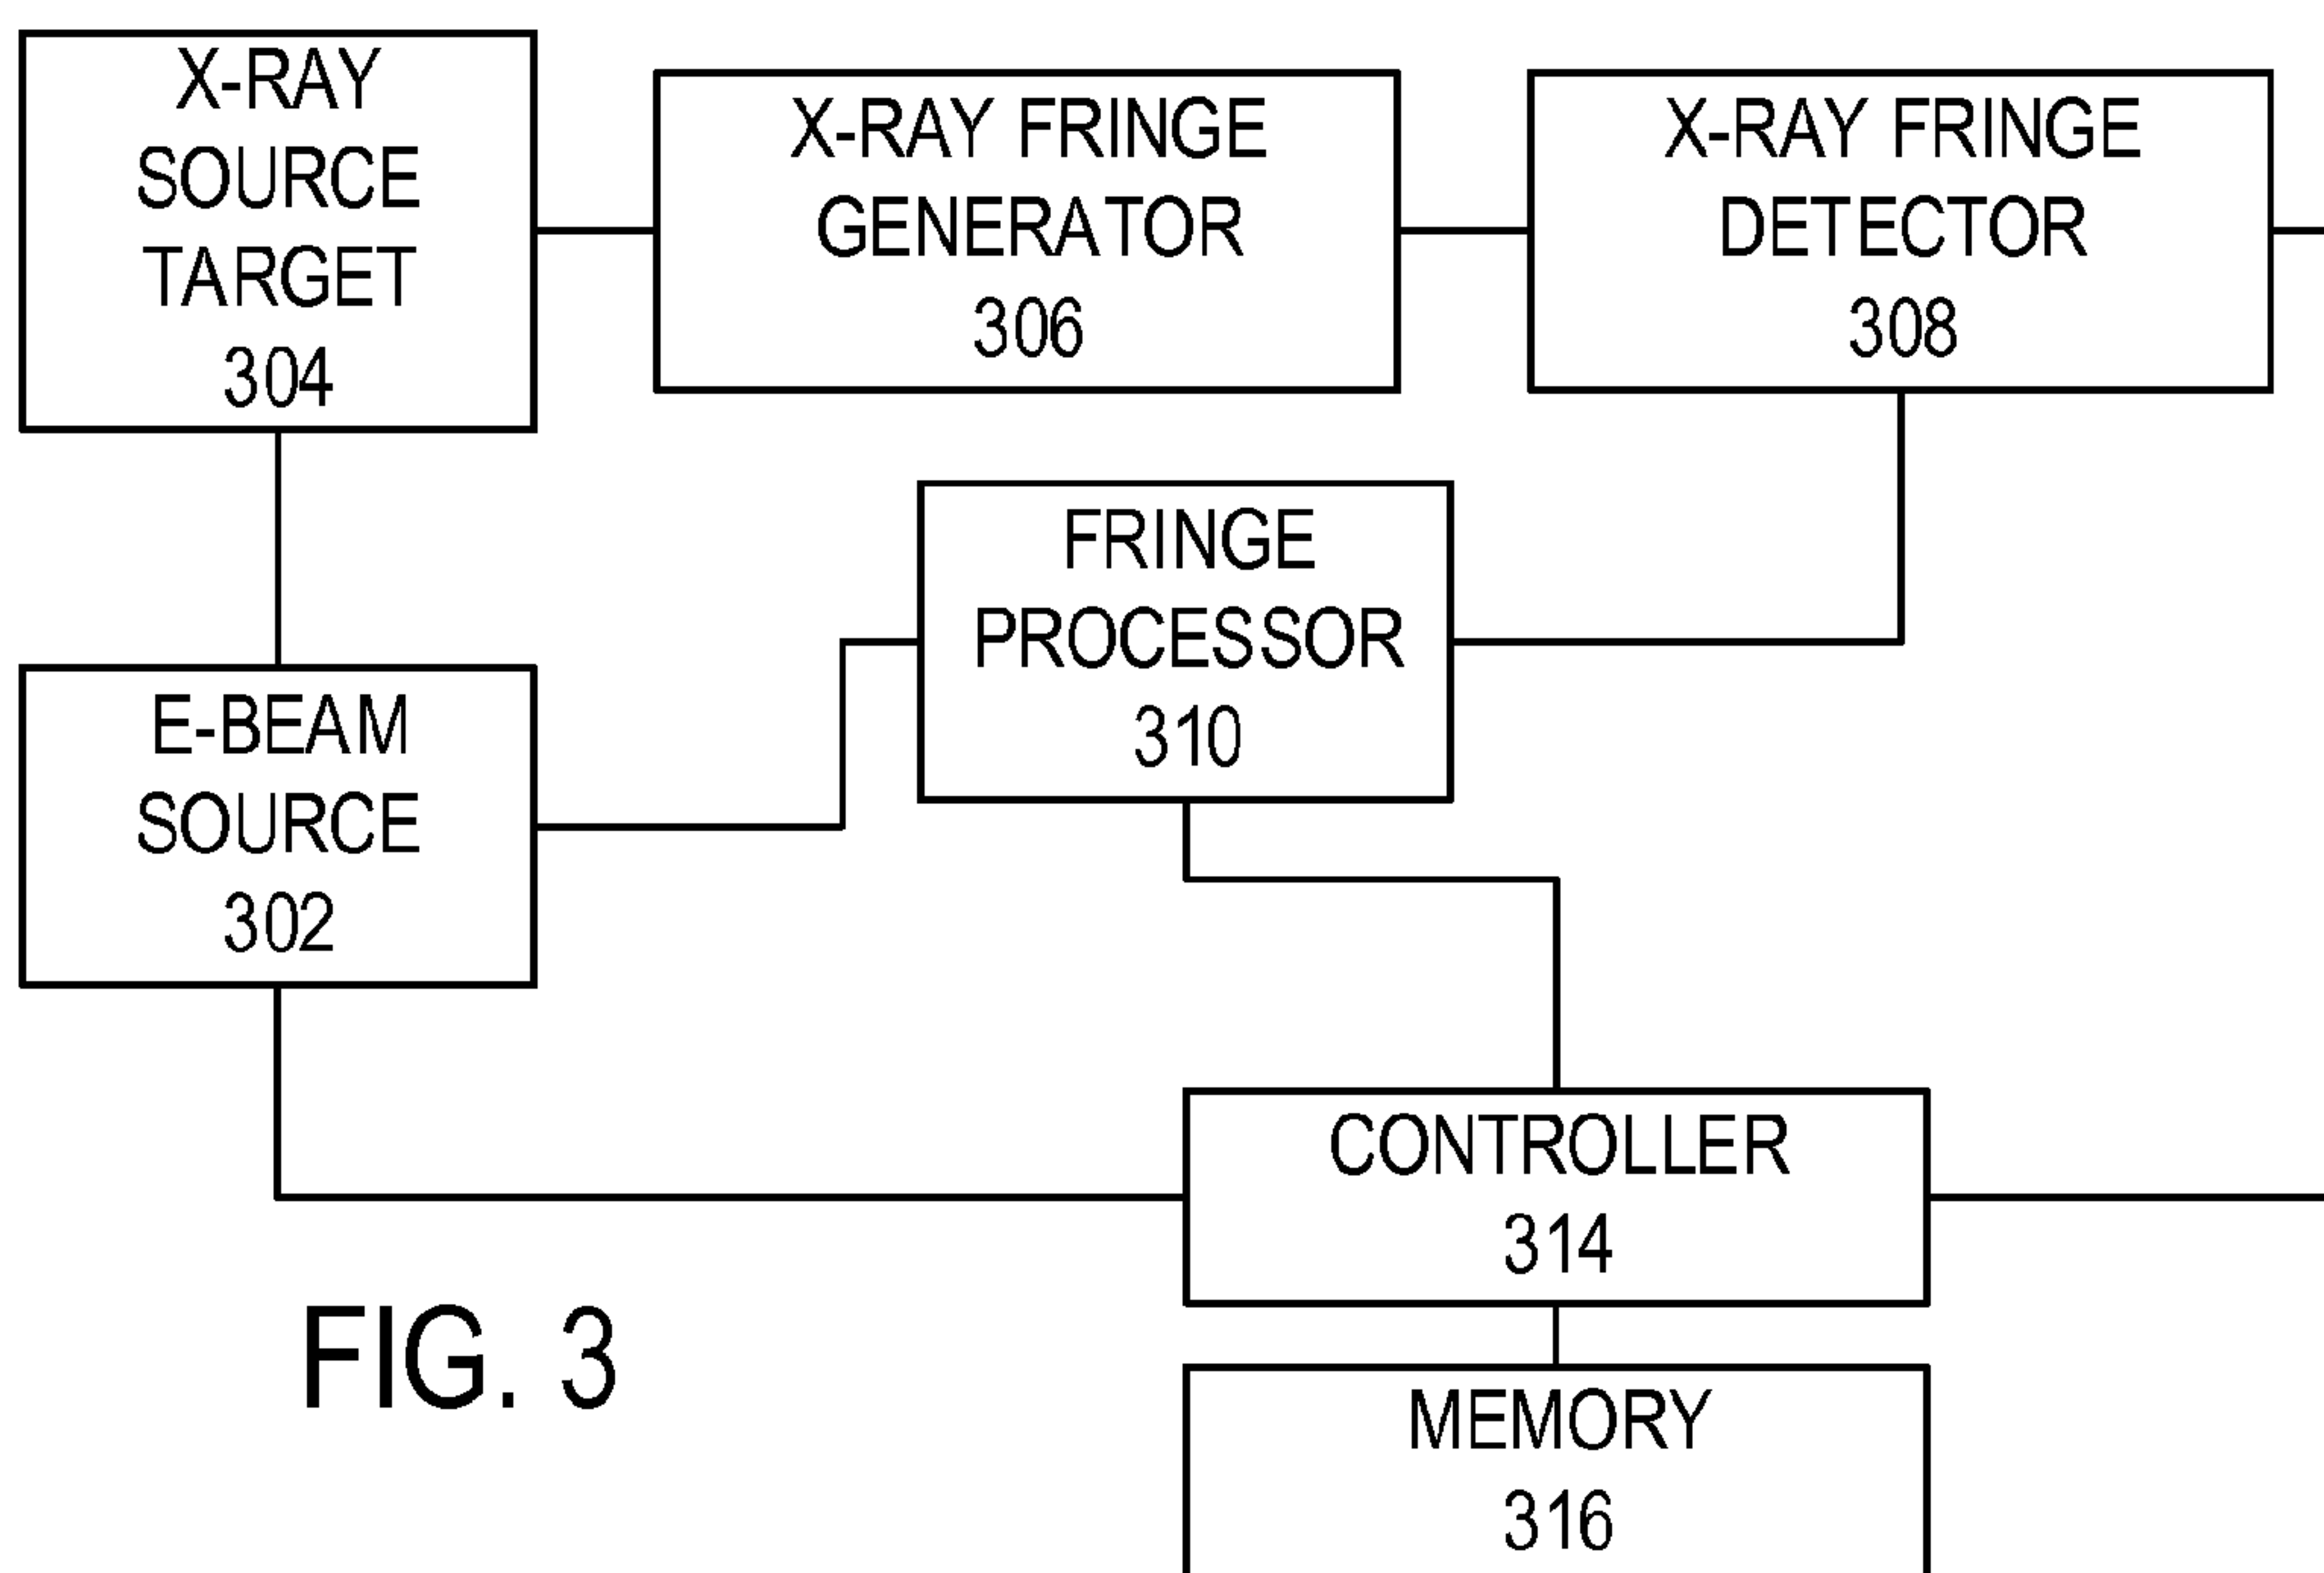 X-RAY
SOURCE
TARGET
304
X-RAY FRINGE
GENERATOR
306
X-RAY FRINGE
DETECTOR
308
FRINGE
PROCESSOR
310
E-BEAM
SOURCE
302
CONTROLLER
314
MEMORY
316
FIG. 3